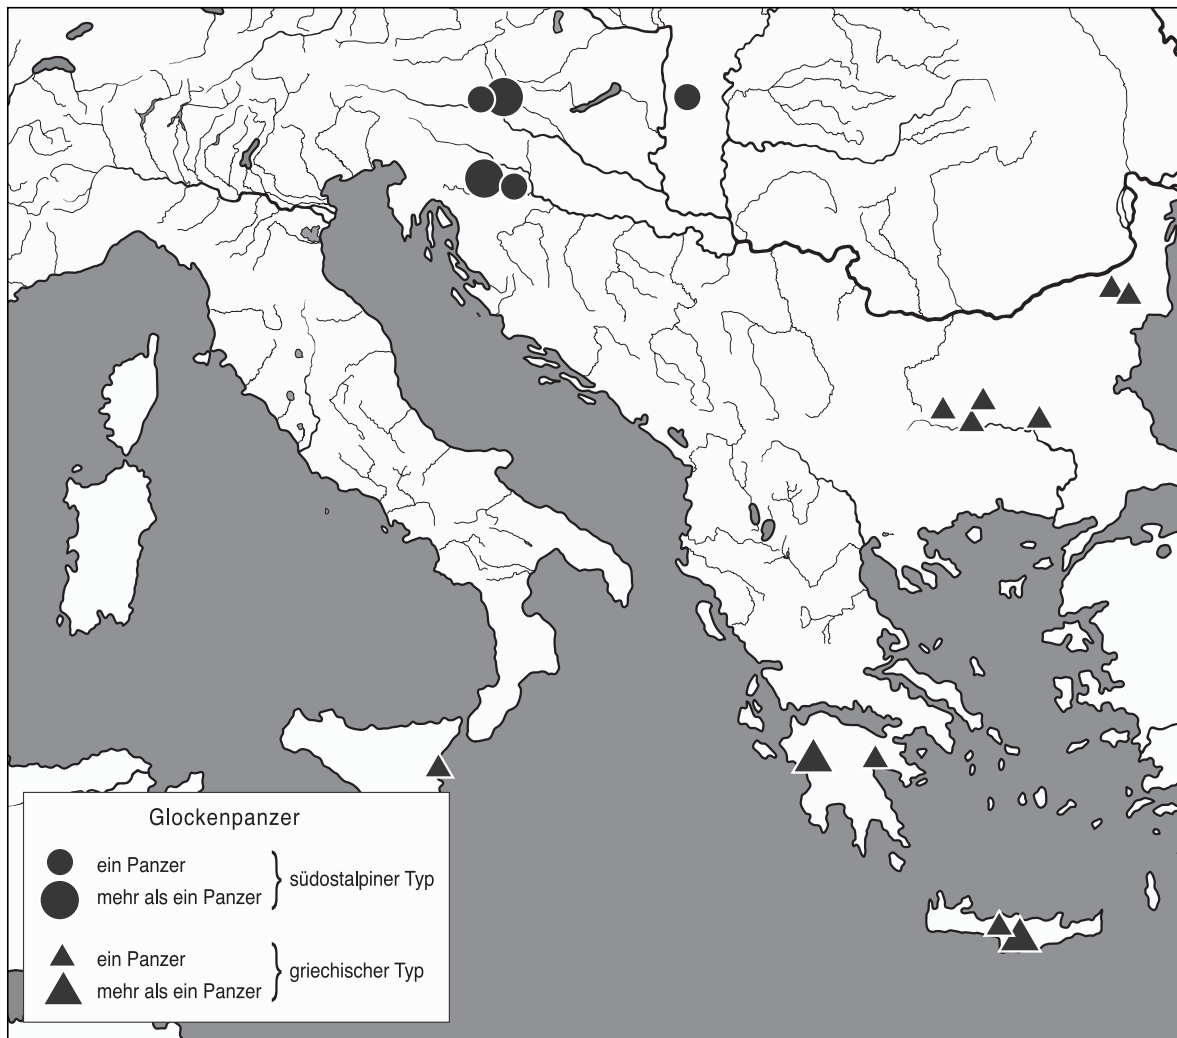 Glockenpanzer
ein Panzer
mehr als ein Panzer
südostalpiner Typ
ein Panzer
mehr als ein Panzer
griechischer Typ